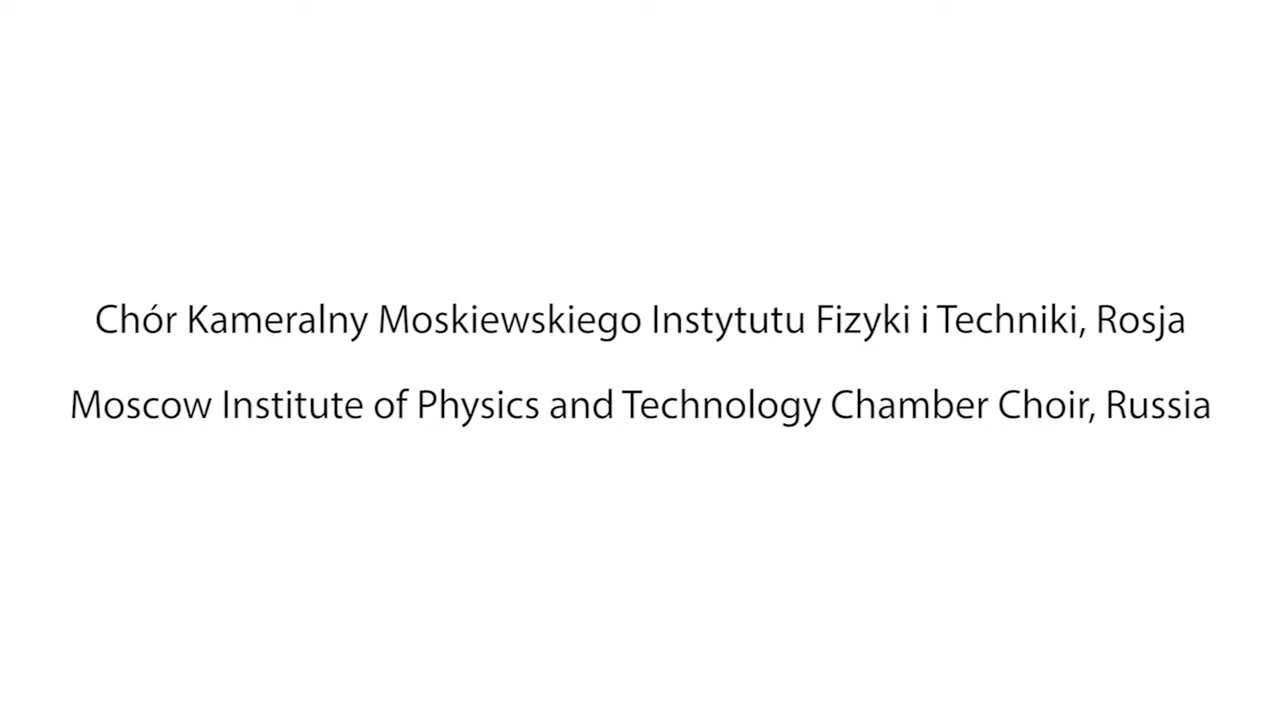 Chór Kameralny Moskiewskiego Instytutu Fizyki i Techniki, Rosja
Moscow Institute of Physics and Technology Chamber Choir, Russia